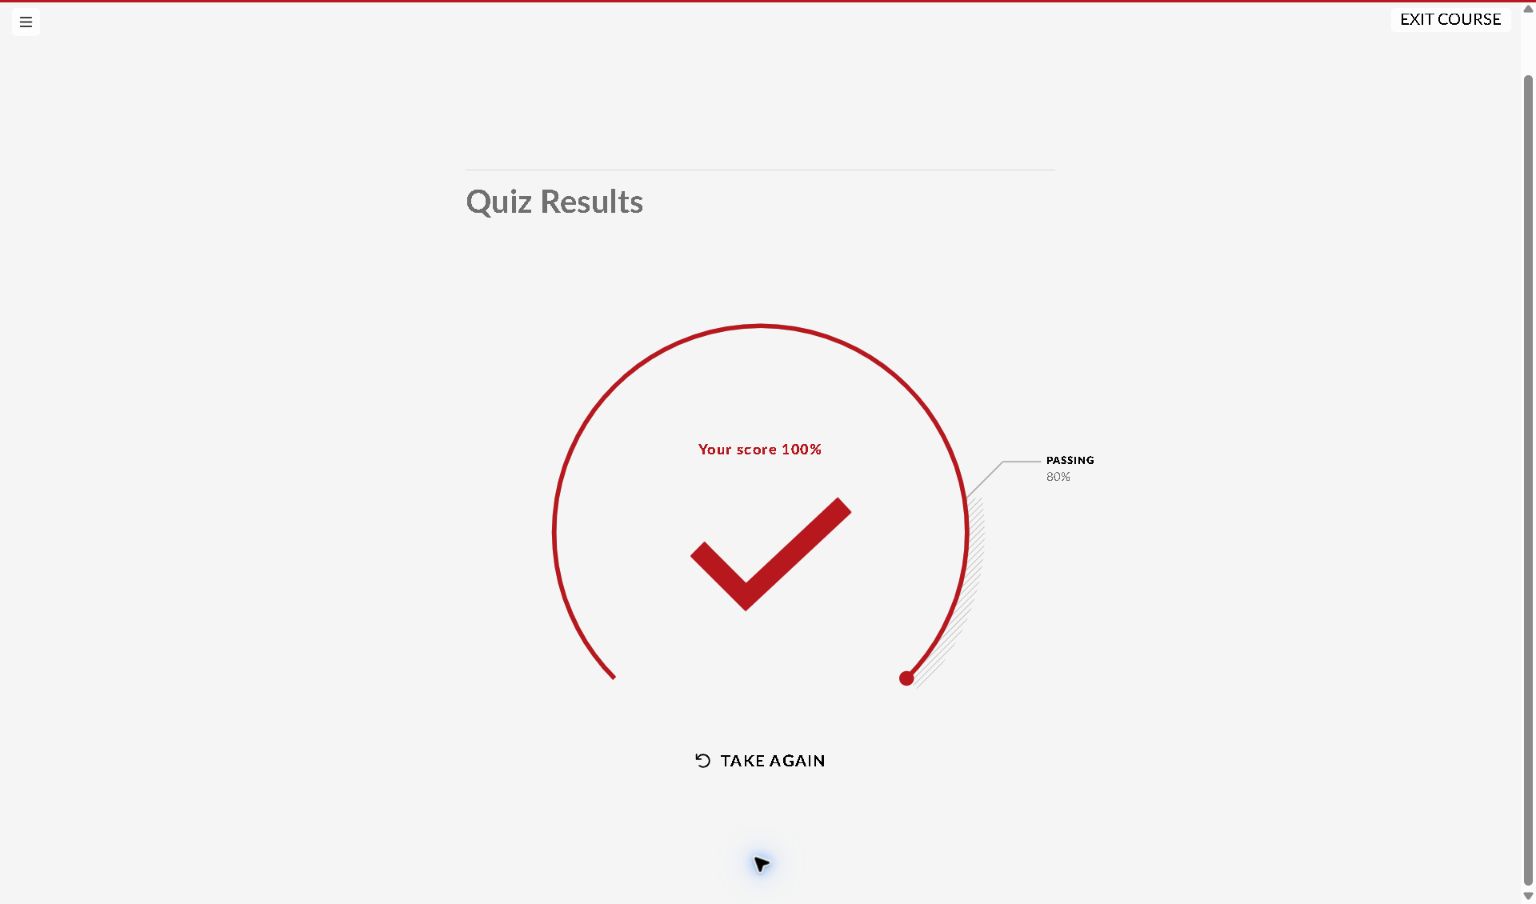 EXIT COURSE
Quiz Results
Your score 100%
PASSING
80%
TAKE AGAIN